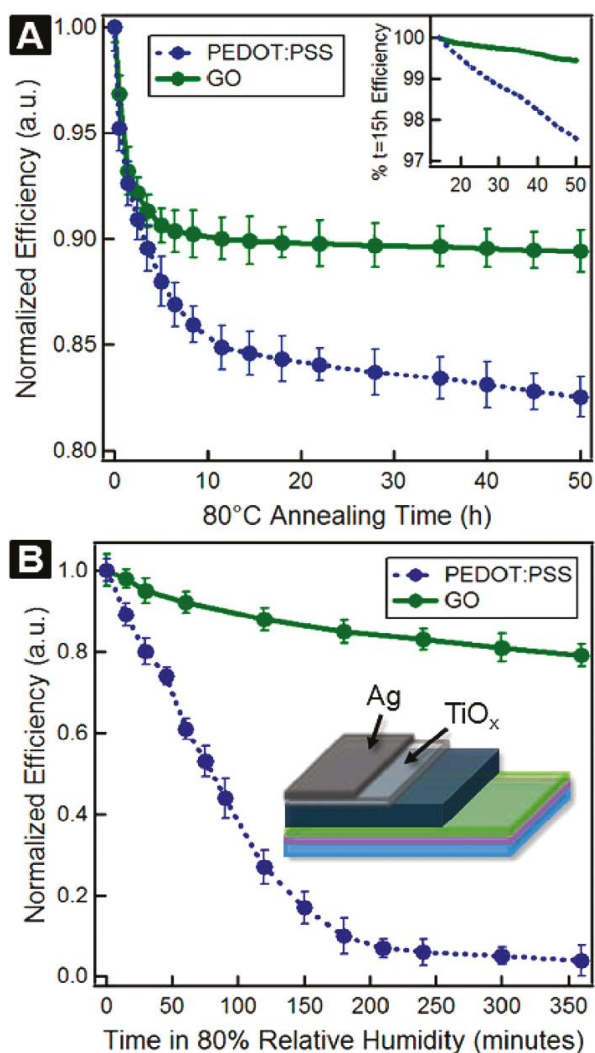 A
PEDOT:PSS
GO
Normalized Efficiency (a.u.)
1.00
0.95
0.90
0.85
0.80
0
10
20
30
40
50
80°C Annealing Time (h)
% t=15h Efficiency
100
99
98
97
20
30
40
50
B
PEDOT:PSS
GO
Normalized Efficiency (a.u.)
1.0
0.8
0.6
0.4
0.2
0.0
Ag
TiOx
0
50
100
150
200
250
300
350
Time in 80% Relative Humidity (minutes)